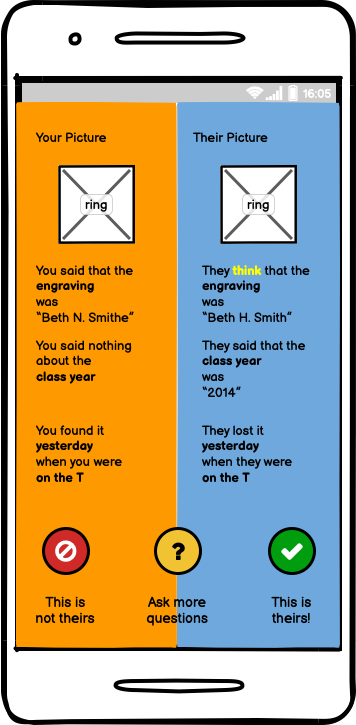 16:05
Your Picture
Their Picture
ring
ring
You said that the
engraving
was
“Beth N. Smithe”
You said nothing
about the
class year
You found it
yesterday
when you were
on the T
They think that the
engraving
was
“Beth H. Smith”
They said that the
class year
was
“2014”
They lost it
yesterday
when they were
on the T
?
This is
not theirs
Ask more
questions
This is
theirs!